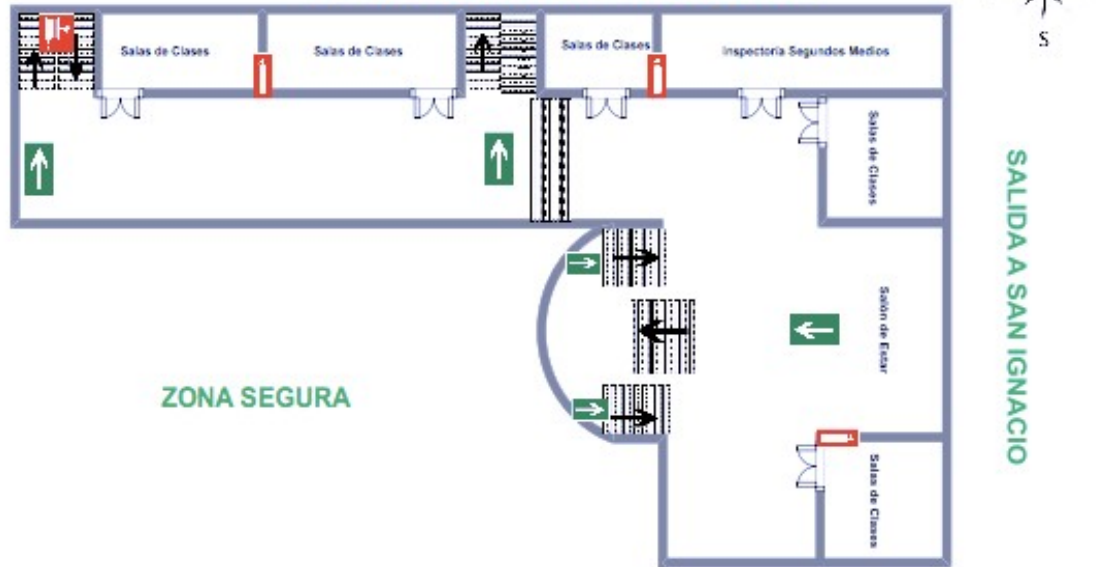 S
Salas de Clases
Salas de Clases
Salas de Clases
Inspectoría Segundos Medios
Salas de Clases
SALIDA A SAN IGNACIO
Salón de Estar
ZONA SEGURA
Salas de Clases